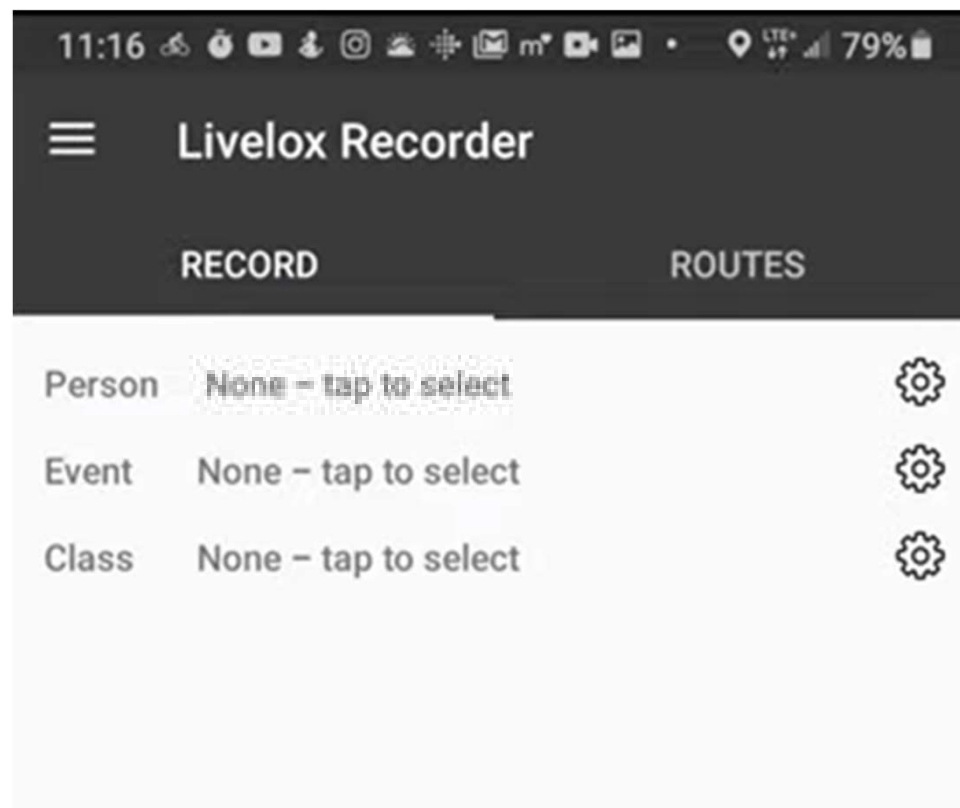 11:16 LTE+ 79%
Livelox Recorder
RECORD ROUTES
Person None – tap to select
Event None – tap to select
Class None – tap to select